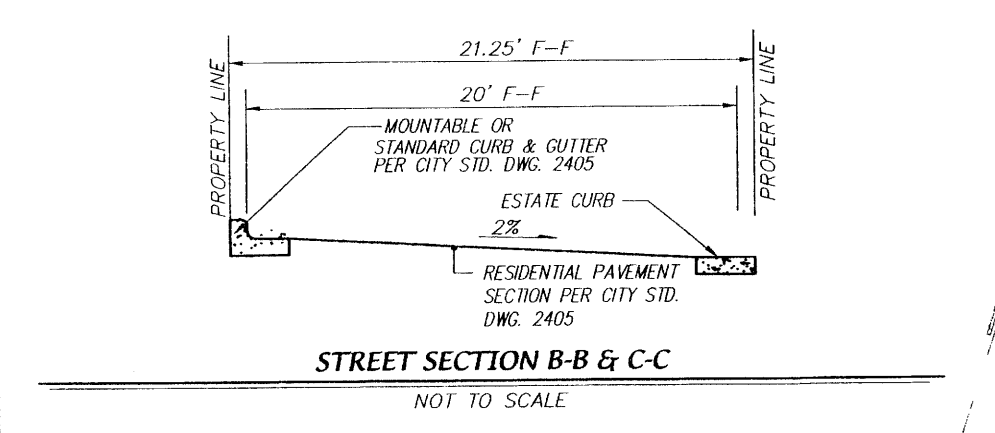 21.25' F-F
PROPERTY LINE
PROPERTY LINE
20' F-F
MOUNTABLE OR
STANDARD CURB & GUTTER
PER CITY STD. DWG. 2405
ESTATE CURB
2%
RESIDENTIAL PAVEMENT
SECTION PER CITY STD.
DWG. 2405
STREET SECTION B-B & C-C
NOT TO SCALE